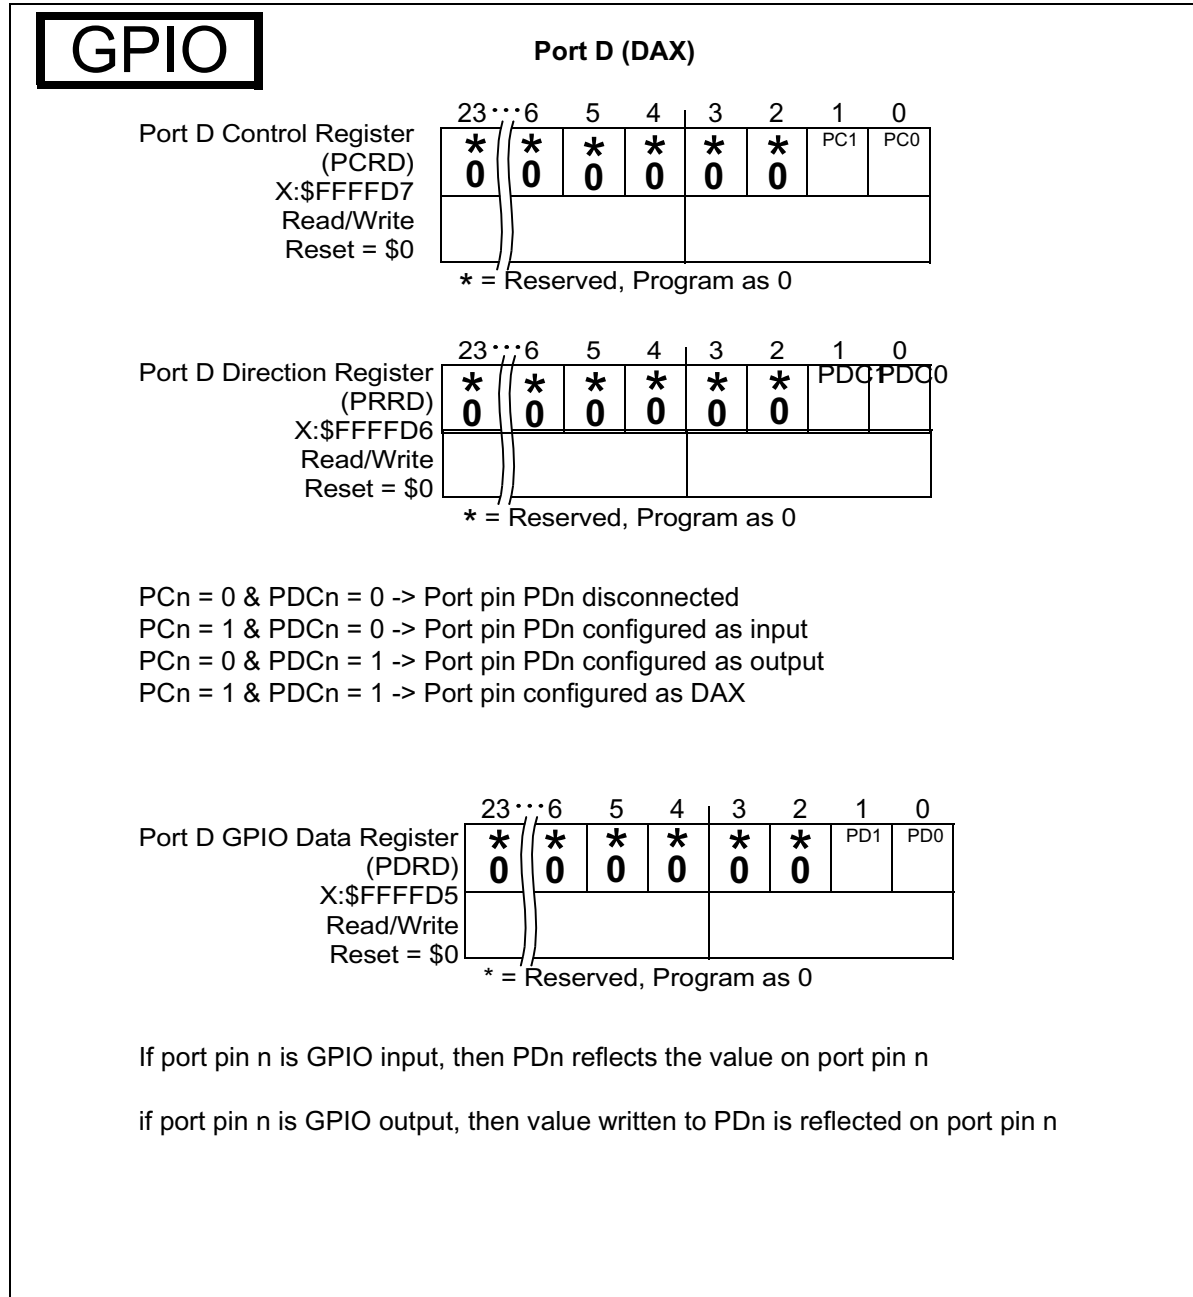 GPIO
Port D (DAX)
23 ··· 6 5 4 3 2 1 0
Port D Control Register
(PCRD)
X:$FFFFD7
Read/Write
Reset = $0
* * * * * * PC1 PC0
0 0 0 0 0 0
* = Reserved, Program as 0
23 ··· 6 5 4 3 2 1 0
Port D Direction Register
(PRRD)
X:$FFFFD6
Read/Write
Reset = $0
* * * * * * PDC1 PDC0
0 0 0 0 0 0
* = Reserved, Program as 0
PCn = 0 & PDCn = 0 -> Port pin PDn disconnected
PCn = 1 & PDCn = 0 -> Port pin PDn configured as input
PCn = 0 & PDCn = 1 -> Port pin PDn configured as output
PCn = 1 & PDCn = 1 -> Port pin configured as DAX
23 ··· 6 5 4 3 2 1 0
Port D GPIO Data Register
(PDRD)
X:$FFFFD5
Read/Write
Reset = $0
* * * * * * PD1 PD0
0 0 0 0 0 0
* = Reserved, Program as 0
If port pin n is GPIO input, then PDn reflects the value on port pin n
if port pin n is GPIO output, then value written to PDn is reflected on port pin n